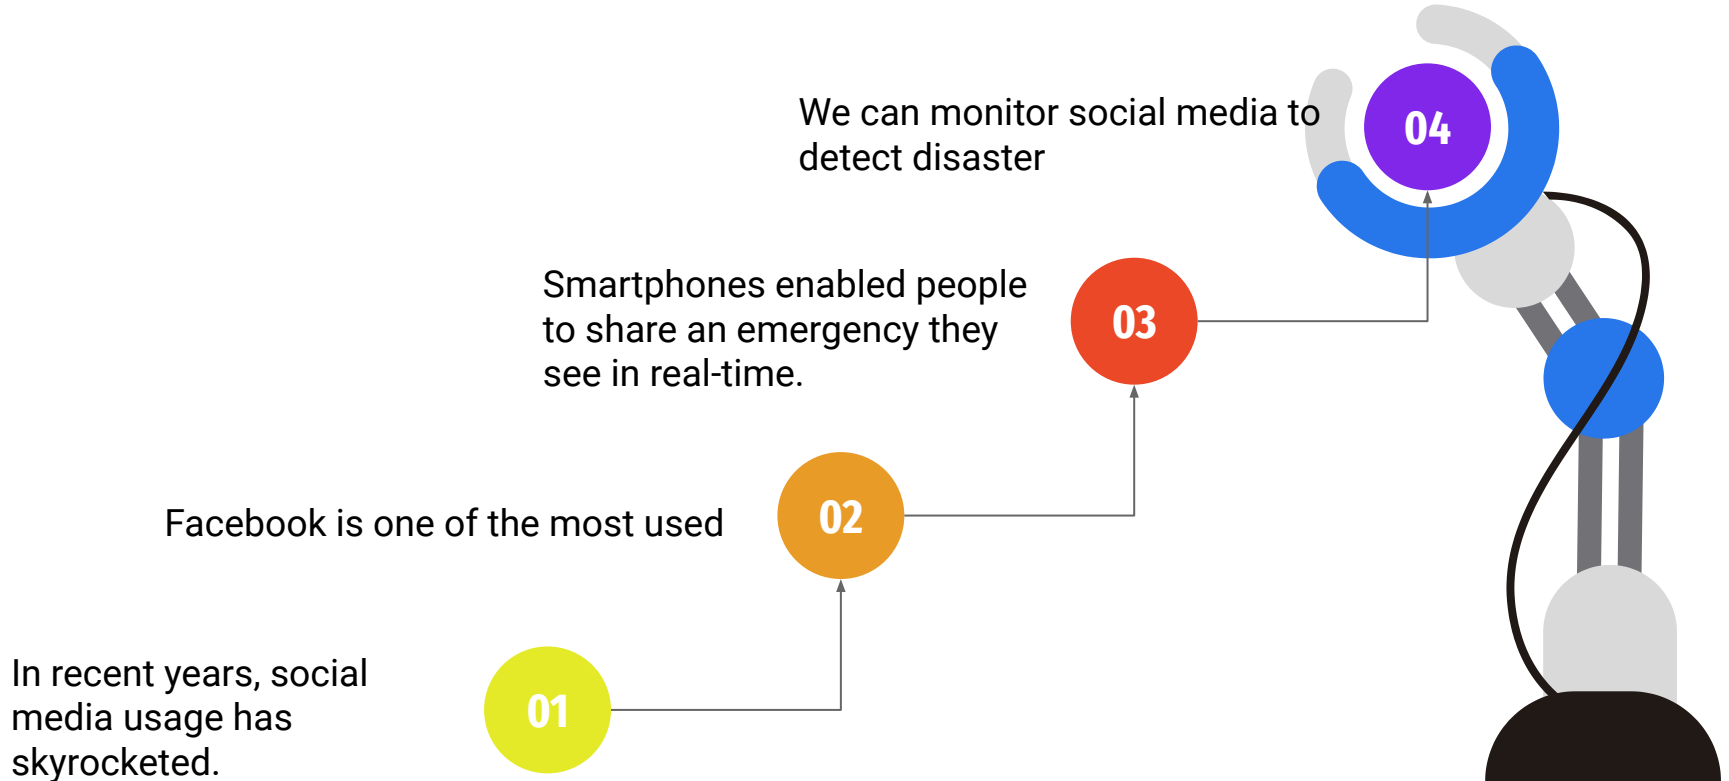 We can monitor social media to
detect disaster
04
Smartphones enabled people
to share an emergency they
see in real-time.
03
Facebook is one of the most used
02
In recent years, social
media usage has
skyrocketed.
01